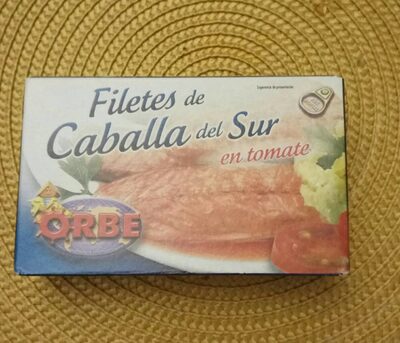 Filetes de
Caballa del Sur
en tomate
ORBE